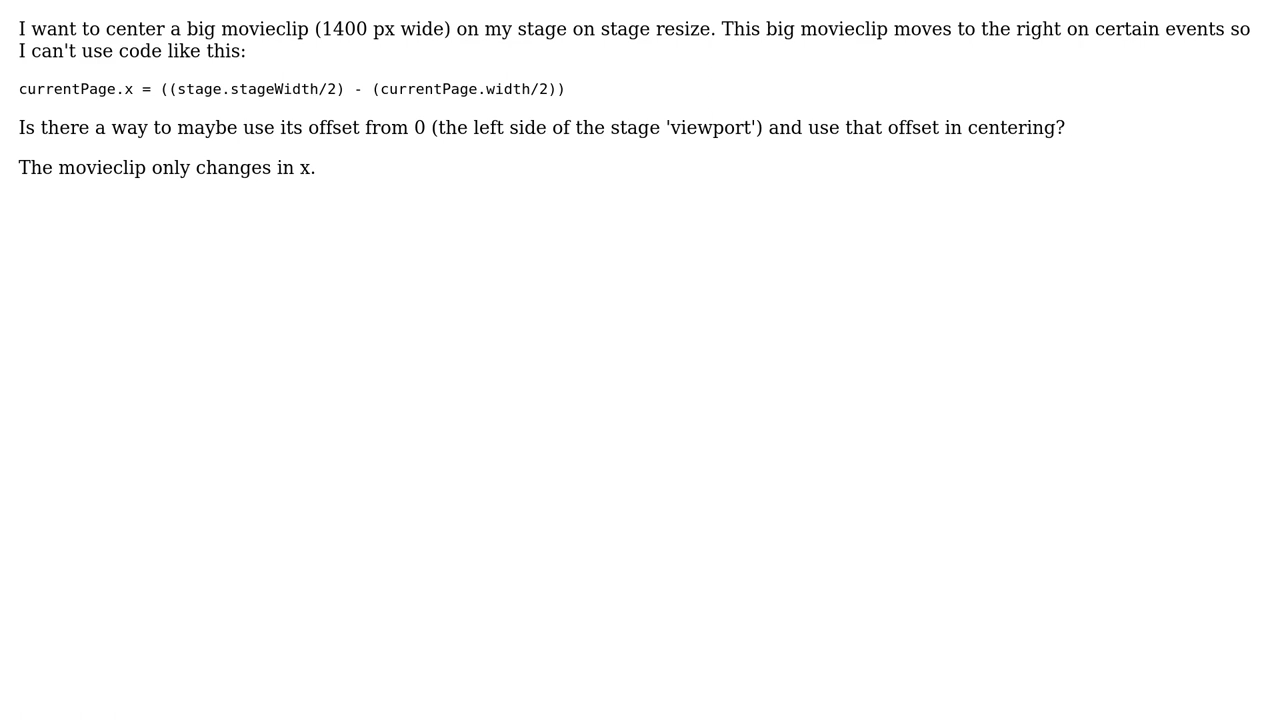 I want to center a big movieclip (1400 px wide) on my stage on stage resize. This big movieclip moves to the right on certain events so
I can't use code like this:
currentPage.x = ((stage.stageWidth/2) - (currentPage.width/2))
Is there a way to maybe use its offset from 0 (the left side of the stage 'viewport') and use that offset in centering?
The movieclip only changes in x.